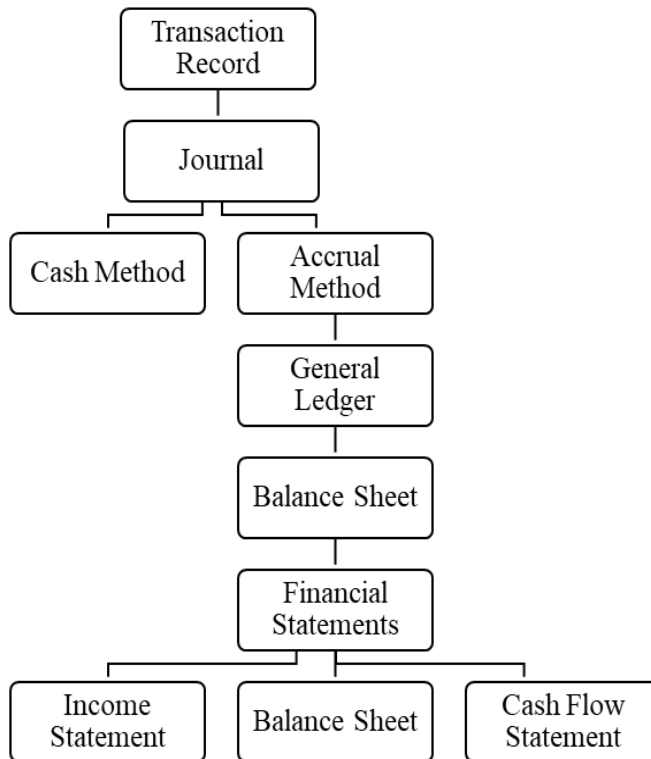 Transaction
Record
Journal
Cash Method
Accrual
Method
General
Ledger
Balance Sheet
Financial
Statements
Income
Statement
Balance Sheet
Cash Flow
Statement